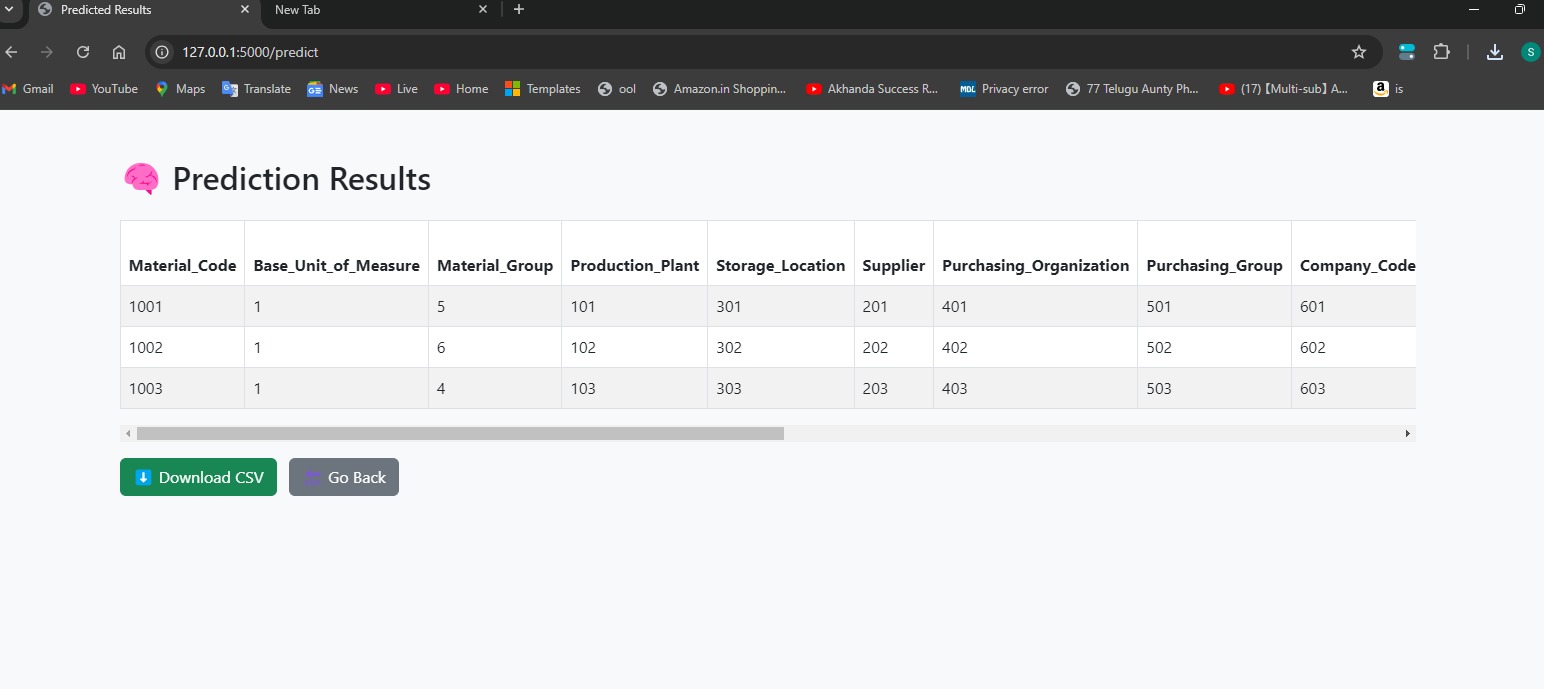 Predicted Results New Tab
127.0.0.1:5000/predict S
Gmail YouTube Maps Translate News Live Home Templates ool Amazon.in Shoppin... Akhanda Success R... Privacy error 77 Telugu Aunty Ph... (17)【Multi-sub】A... is
Prediction Results
Material_Code Base_Unit_of_Measure Material_Group Production_Plant Storage_Location Supplier Purchasing_Organization Purchasing_Group Company_Code
1001 1 5 101 301 201 401 501 601
1002 1 6 102 302 202 402 502 602
1003 1 4 103 303 203 403 503 603
Download CSV Go Back